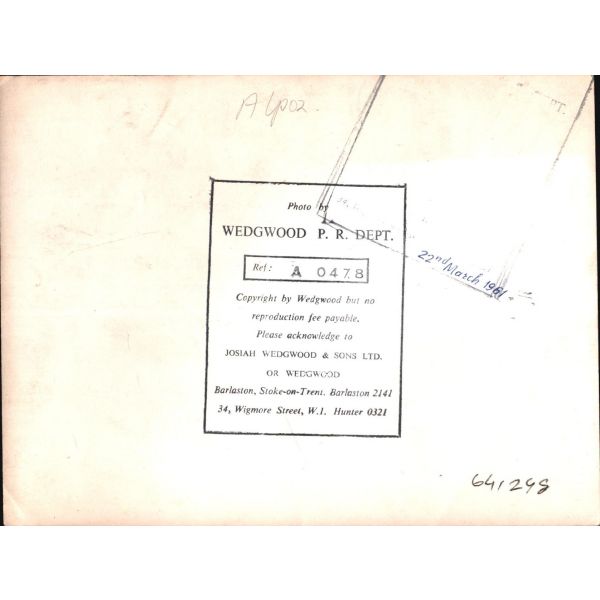 Photo by
WEDGWOOD P. R. DEPT.
Ref: A 0478
Copyright by Wedgwood but no
reproduction fee payable.
Please acknowledge to
JOSIAH WEDGWOOD & SONS LTD.
OR WEDGWOOD
Barlaston, Stoke-on-Trent. Barlaston 2141
34, Wigmore Street, W.1. Hunter 0321
22nd March 1961
641298